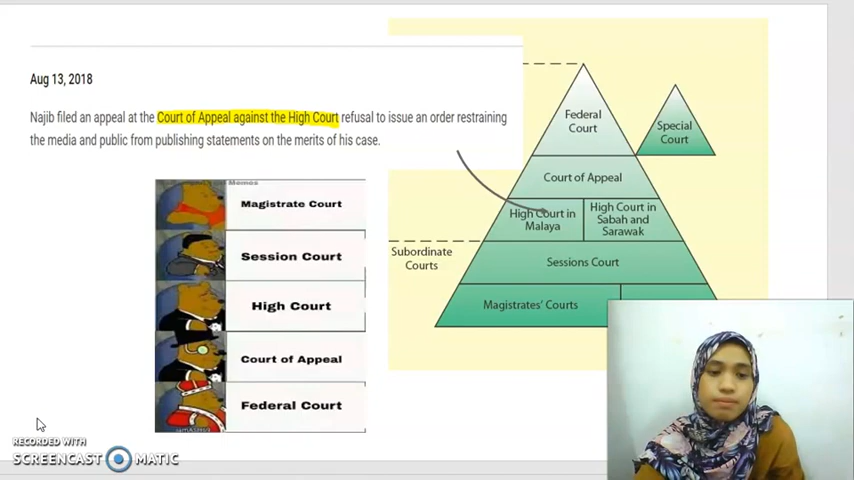 Aug 13, 2018
Najib filed an appeal at the Court of Appeal against the High Court refusal to issue an order restraining
the media and public from publishing statements on the merits of his case.
Memes
Magistrate Court
Session Court
High Court
Court of Appeal
Federal Court
Federal
Court
Special
Court
Court of Appeal
High Court in
Malaya
High Court in
Sabah and
Sarawak
Subordinate
Courts
Sessions Court
Magistrates' Courts
RECORDED WITH
SCREENCAST MATIC